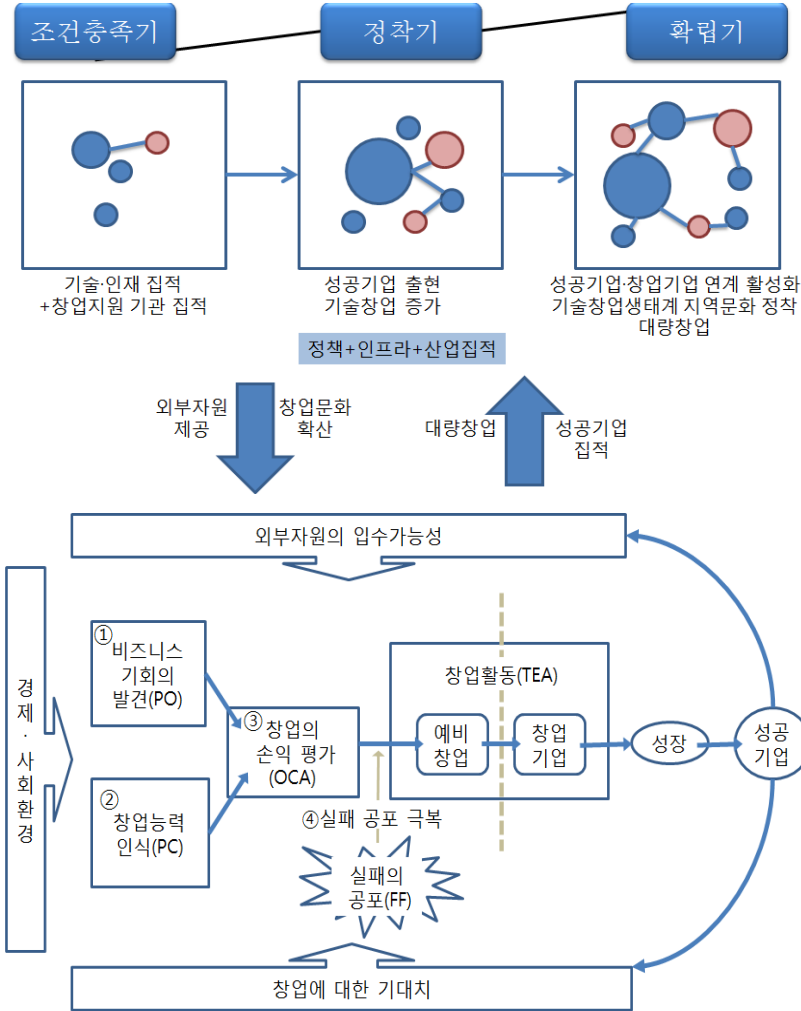 조건충족기
정착기
확립기
기술·인재 집적
+창업지원 기관 집적
성공기업 출현
기술창업 증가
성공기업·창업기업 연계 활성화
기술창업생태계 지역문화 정착
대량창업
정책+인프라+산업집적
외부자원
제공
창업문화
확산
대량창업
성공기업
집적
외부자원의 입수가능성
경제·사회환경
①
비즈니스
기회의
발견(PO)
②
창업능력
인식(PC)
③
창업의
손익 평가
(OCA)
창업활동(TEA)
예비
창업
창업
기업
성장
성공
기업
④실패 공포 극복
실패의
공포(FF)
창업에 대한 기대치